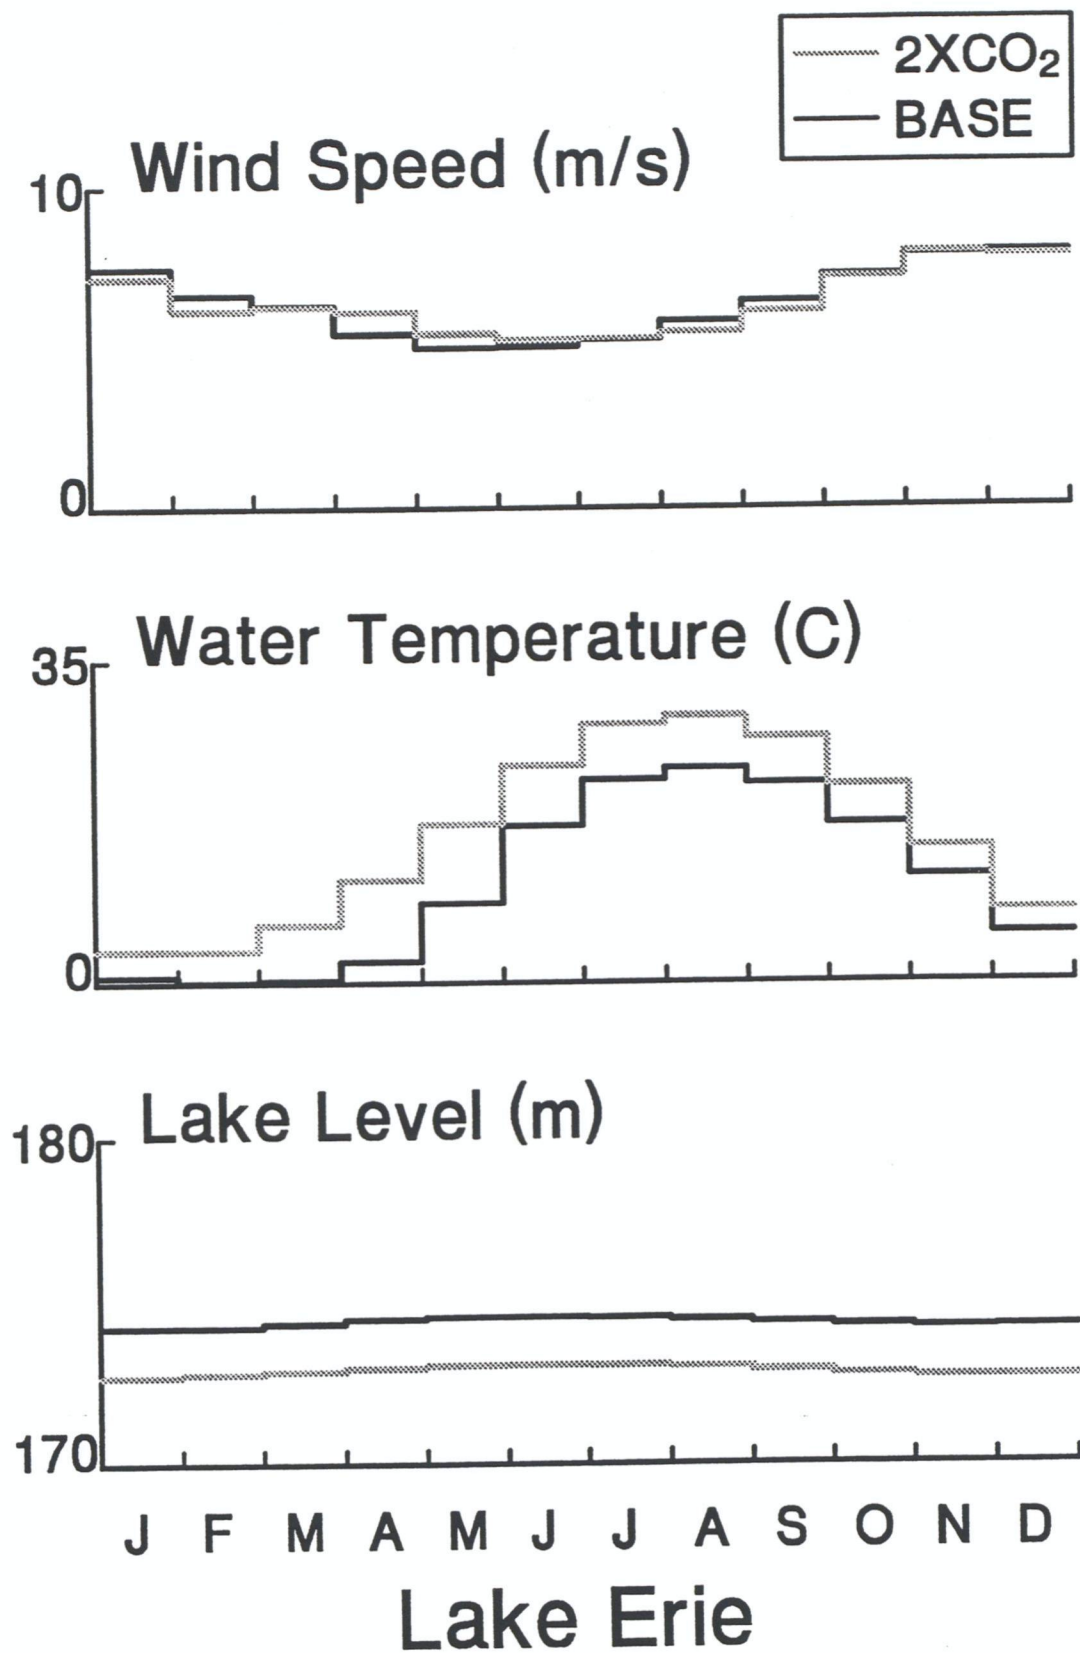 2XCO₂
BASE
Wind Speed (m/s)
10
0
Water Temperature (C)
35
0
Lake Level (m)
180
170
J F M A M J J A S O N D
Lake Erie